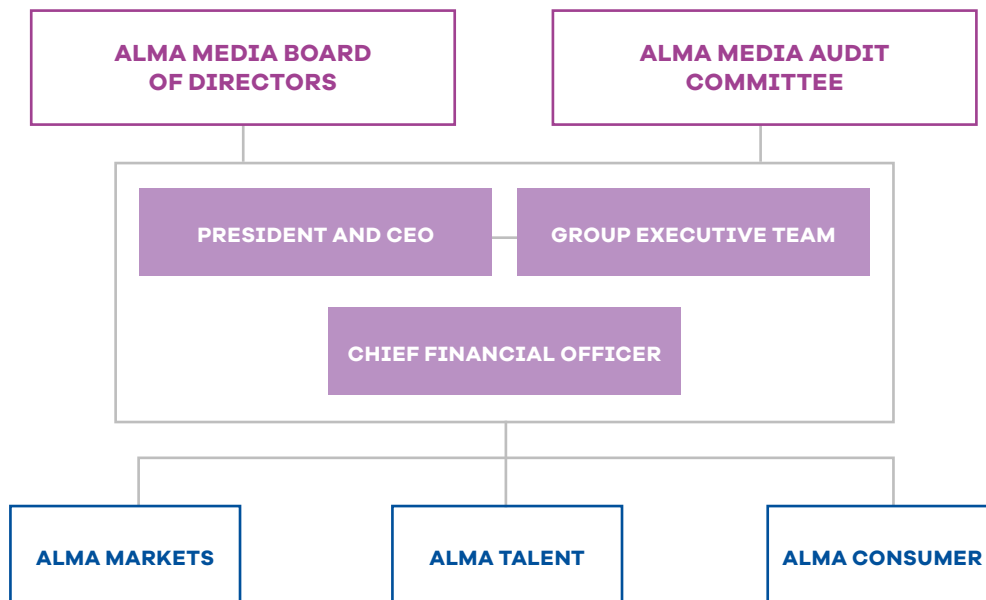 ALMA MEDIA BOARD
OF DIRECTORS
ALMA MEDIA AUDIT
COMMITTEE
PRESIDENT AND CEO
GROUP EXECUTIVE TEAM
CHIEF FINANCIAL OFFICER
ALMA MARKETS
ALMA TALENT
ALMA CONSUMER